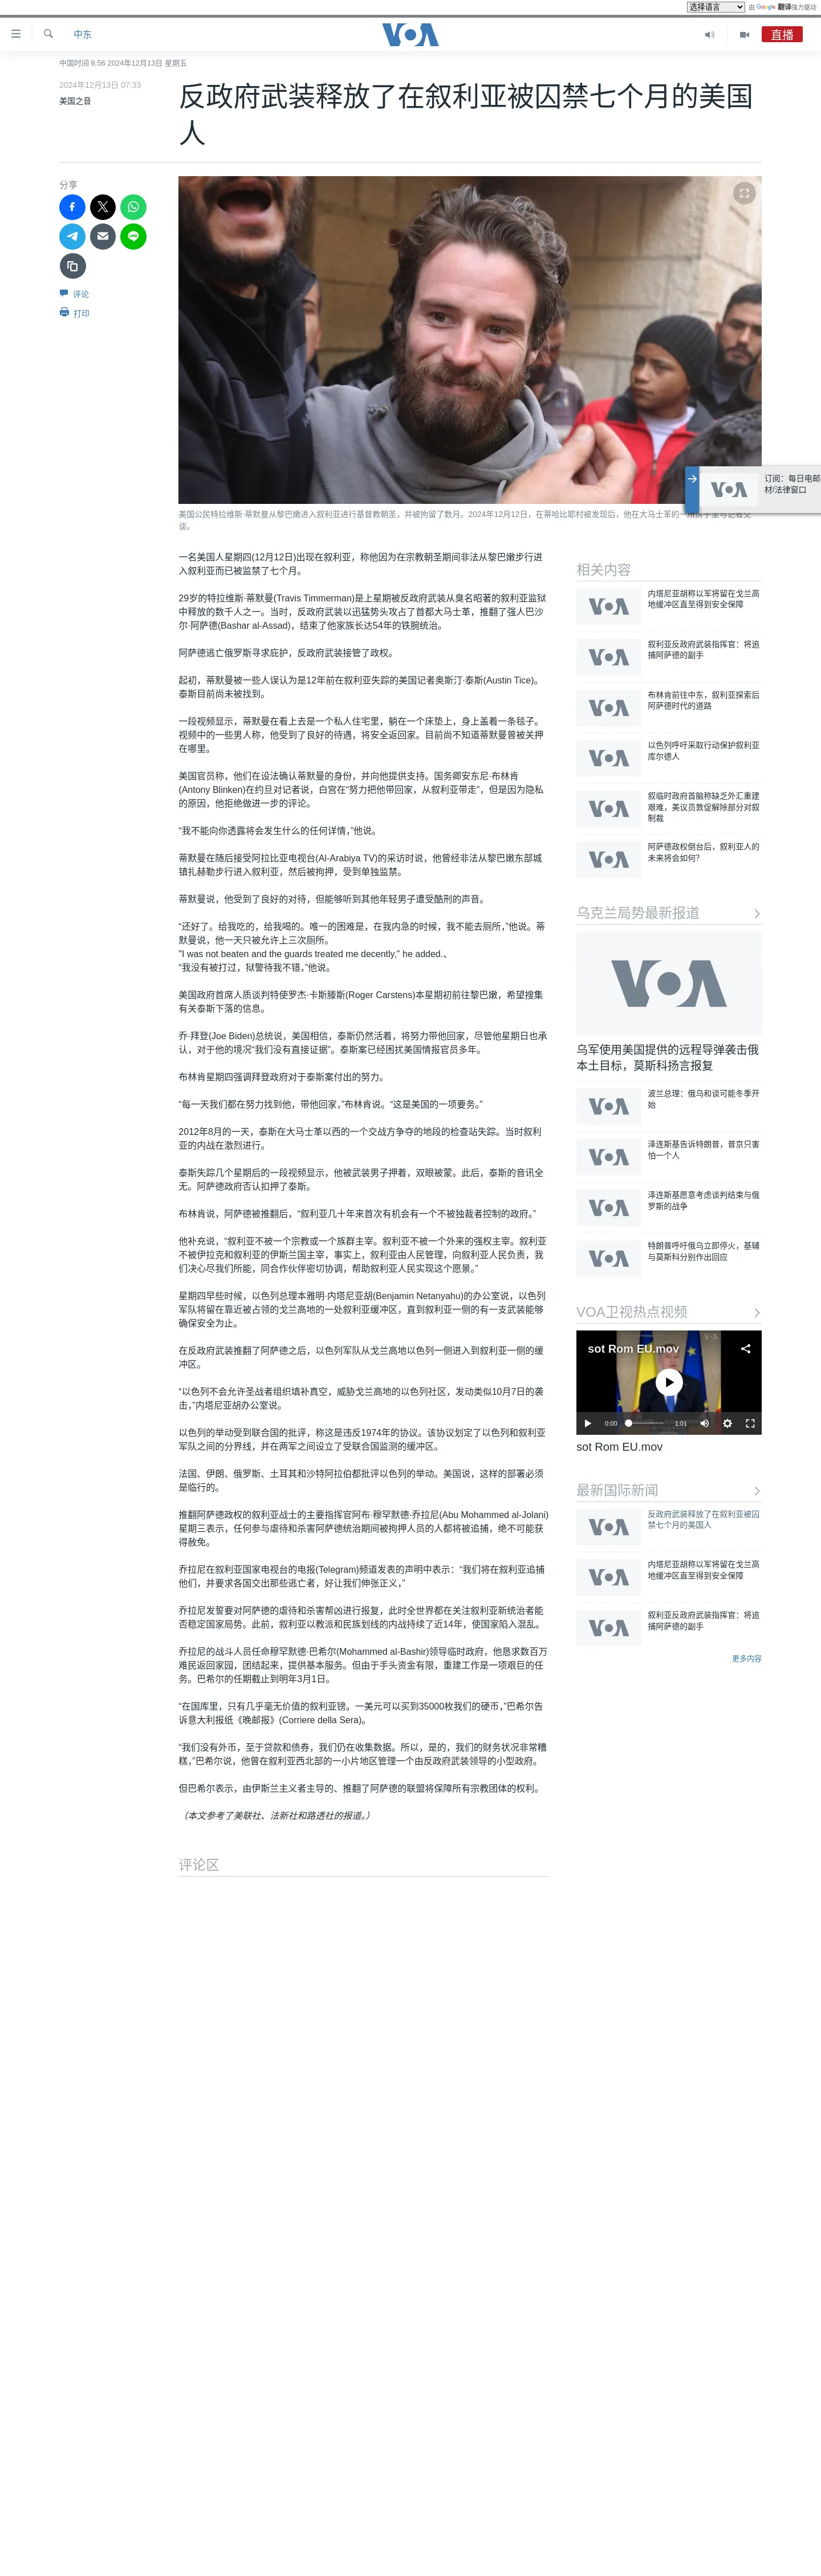 选择语言 由 Google 翻译强力驱动
中东
VOA
直播
中国时间 8:56 2024年12月13日 星期五
2024年12月13日 07:33
美国之音
反政府武装释放了在叙利亚被囚禁七个月的美国
人
分享
评论
打印
订阅：每日电邮
材/法律窗口
VOA
美国公民特拉维斯·蒂默曼从黎巴嫩进入叙利亚进行基督教朝圣，并被拘留了数月。2024年12月12日，在蒂哈比耶村被发现后，他在大马士革的一
谈。
一名美国人星期四(12月12日)出现在叙利亚，称他因为在宗教朝圣期间非法从黎巴嫩步行进
入叙利亚而已被监禁了七个月。
29岁的特拉维斯·蒂默曼(Travis Timmerman)是上星期被反政府武装从臭名昭著的叙利亚监狱
中释放的数千人之一。当时，反政府武装以迅猛势头攻占了首都大马士革，推翻了强人巴沙
尔·阿萨德(Bashar al-Assad)，结束了他家族长达54年的铁腕统治。
阿萨德逃亡俄罗斯寻求庇护，反政府武装接管了政权。
起初，蒂默曼被一些人误认为是12年前在叙利亚失踪的美国记者奥斯汀·泰斯(Austin Tice)。
泰斯目前尚未被找到。
一段视频显示，蒂默曼在看上去是一个私人住宅里，躺在一个床垫上，身上盖着一条毯子。
视频中的一些男人称，他受到了良好的待遇，将安全返回家。目前尚不知道蒂默曼曾被关押
在哪里。
美国官员称，他们在设法确认蒂默曼的身份，并向他提供支持。国务卿安东尼·布林肯
(Antony Blinken)在约旦对记者说，白宫在“努力把他带回家，从叙利亚带走”，但是因为隐私
的原因，他拒绝做进一步的评论。
“我不能向你透露将会发生什么的任何详情，”他说。
蒂默曼在随后接受阿拉比亚电视台(Al-Arabiya TV)的采访时说，他曾经非法从黎巴嫩东部城
镇扎赫勒步行进入叙利亚，然后被拘押，受到单独监禁。
蒂默曼说，他受到了良好的对待，但能够听到其他年轻男子遭受酷刑的声音。
“还好了。给我吃的，给我喝的。唯一的困难是，在我内急的时候，我不能去厕所，”他说。蒂
默曼说，他一天只被允许上三次厕所。
"I was not beaten and the guards treated me decently," he added.、
“我没有被打过，狱警待我不错，”他说。
美国政府首席人质谈判特使罗杰·卡斯滕斯(Roger Carstens)本星期初前往黎巴嫩，希望搜集
有关泰斯下落的信息。
乔·拜登(Joe Biden)总统说，美国相信，泰斯仍然活着，将努力带他回家，尽管他星期日也承
认，对于他的境况“我们没有直接证据”。泰斯案已经困扰美国情报官员多年。
布林肯星期四强调拜登政府对于泰斯案付出的努力。
“每一天我们都在努力找到他，带他回家，”布林肯说。“这是美国的一项要务。”
2012年8月的一天，泰斯在大马士革以西的一个交战方争夺的地段的检查站失踪。当时叙利
亚的内战在激烈进行。
泰斯失踪几个星期后的一段视频显示，他被武装男子押着，双眼被蒙。此后，泰斯的音讯全
无。阿萨德政府否认扣押了泰斯。
布林肯说，阿萨德被推翻后，“叙利亚几十年来首次有机会有一个不被独裁者控制的政府。”
他补充说，“叙利亚不被一个宗教或一个族群主宰。叙利亚不被一个外来的强权主宰。叙利亚
不被伊拉克和叙利亚的伊斯兰国主宰，事实上，叙利亚由人民管理，向叙利亚人民负责，我
们决心尽我们所能，同合作伙伴密切协调，帮助叙利亚人民实现这个愿景。”
星期四早些时候，以色列总理本雅明·内塔尼亚胡(Benjamin Netanyahu)的办公室说，以色列
军队将留在靠近被占领的戈兰高地的一处叙利亚缓冲区，直到叙利亚一侧的有一支武装能够
确保安全为止。
在反政府武装推翻了阿萨德之后，以色列军队从戈兰高地以色列一侧进入到叙利亚一侧的缓
冲区。
“以色列不会允许圣战者组织填补真空，威胁戈兰高地的以色列社区，发动类似10月7日的袭
击，”内塔尼亚胡办公室说。
以色列的举动受到联合国的批评，称这是违反1974年的协议。该协议划定了以色列和叙利亚
军队之间的分界线，并在两军之间设立了受联合国监测的缓冲区。
法国、伊朗、俄罗斯、土耳其和沙特阿拉伯都批评以色列的举动。美国说，这样的部署必须
是临行的。
推翻阿萨德政权的叙利亚战士的主要指挥官阿布·穆罕默德·乔拉尼(Abu Mohammed al-Jolani)
星期三表示，任何参与虐待和杀害阿萨德统治期间被拘押人员的人都将被追捕，绝不可能获
得赦免。
乔拉尼在叙利亚国家电视台的电报(Telegram)频道发表的声明中表示：“我们将在叙利亚追捕
他们，并要求各国交出那些逃亡者，好让我们伸张正义，”
乔拉尼发誓要对阿萨德的虐待和杀害帮凶进行报复，此时全世界都在关注叙利亚新统治者能
否稳定国家局势。此前，叙利亚以教派和民族划线的内战持续了近14年，使国家陷入混乱。
乔拉尼的战斗人员任命穆罕默德·巴希尔(Mohammed al-Bashir)领导临时政府，他恳求数百万
难民返回家园，团结起来，提供基本服务。但由于手头资金有限，重建工作是一项艰巨的任
务。巴希尔的任期截止到明年3月1日。
“在国库里，只有几乎毫无价值的叙利亚镑。一美元可以买到35000枚我们的硬币，”巴希尔告
诉意大利报纸《晚邮报》(Corriere della Sera)。
“我们没有外币，至于贷款和债券，我们仍在收集数据。所以，是的，我们的财务状况非常糟
糕，”巴希尔说，他曾在叙利亚西北部的一小片地区管理一个由反政府武装领导的小型政府。
但巴希尔表示，由伊斯兰主义者主导的、推翻了阿萨德的联盟将保障所有宗教团体的权利。
（本文参考了美联社、法新社和路透社的报道。）
评论区
相关内容
VOA
内塔尼亚胡称以军将留在戈兰高
地缓冲区直至得到安全保障
VOA
叙利亚反政府武装指挥官：将追
捕阿萨德的副手
VOA
布林肯前往中东，叙利亚探索后
阿萨德时代的道路
VOA
以色列呼吁采取行动保护叙利亚
库尔德人
VOA
叙临时政府首脑称缺乏外汇重建
艰难，美议员敦促解除部分对叙
制裁
VOA
阿萨德政权倒台后，叙利亚人的
未来将会如何？
乌克兰局势最新报道
VOA
乌军使用美国提供的远程导弹袭击俄
本土目标，莫斯科扬言报复
VOA
波兰总理：俄乌和谈可能冬季开
始
VOA
泽连斯基告诉特朗普，普京只害
怕一个人
VOA
泽连斯基愿意考虑谈判结束与俄
罗斯的战争
VOA
特朗普呼吁俄乌立即停火，基辅
与莫斯科分别作出回应
VOA卫视热点视频
sot Rom EU.mov
VOA
0:00 1:01
sot Rom EU.mov
最新国际新闻
VOA
反政府武装释放了在叙利亚被囚
禁七个月的美国人
VOA
内塔尼亚胡称以军将留在戈兰高
地缓冲区直至得到安全保障
VOA
叙利亚反政府武装指挥官：将追
捕阿萨德的副手
更多内容